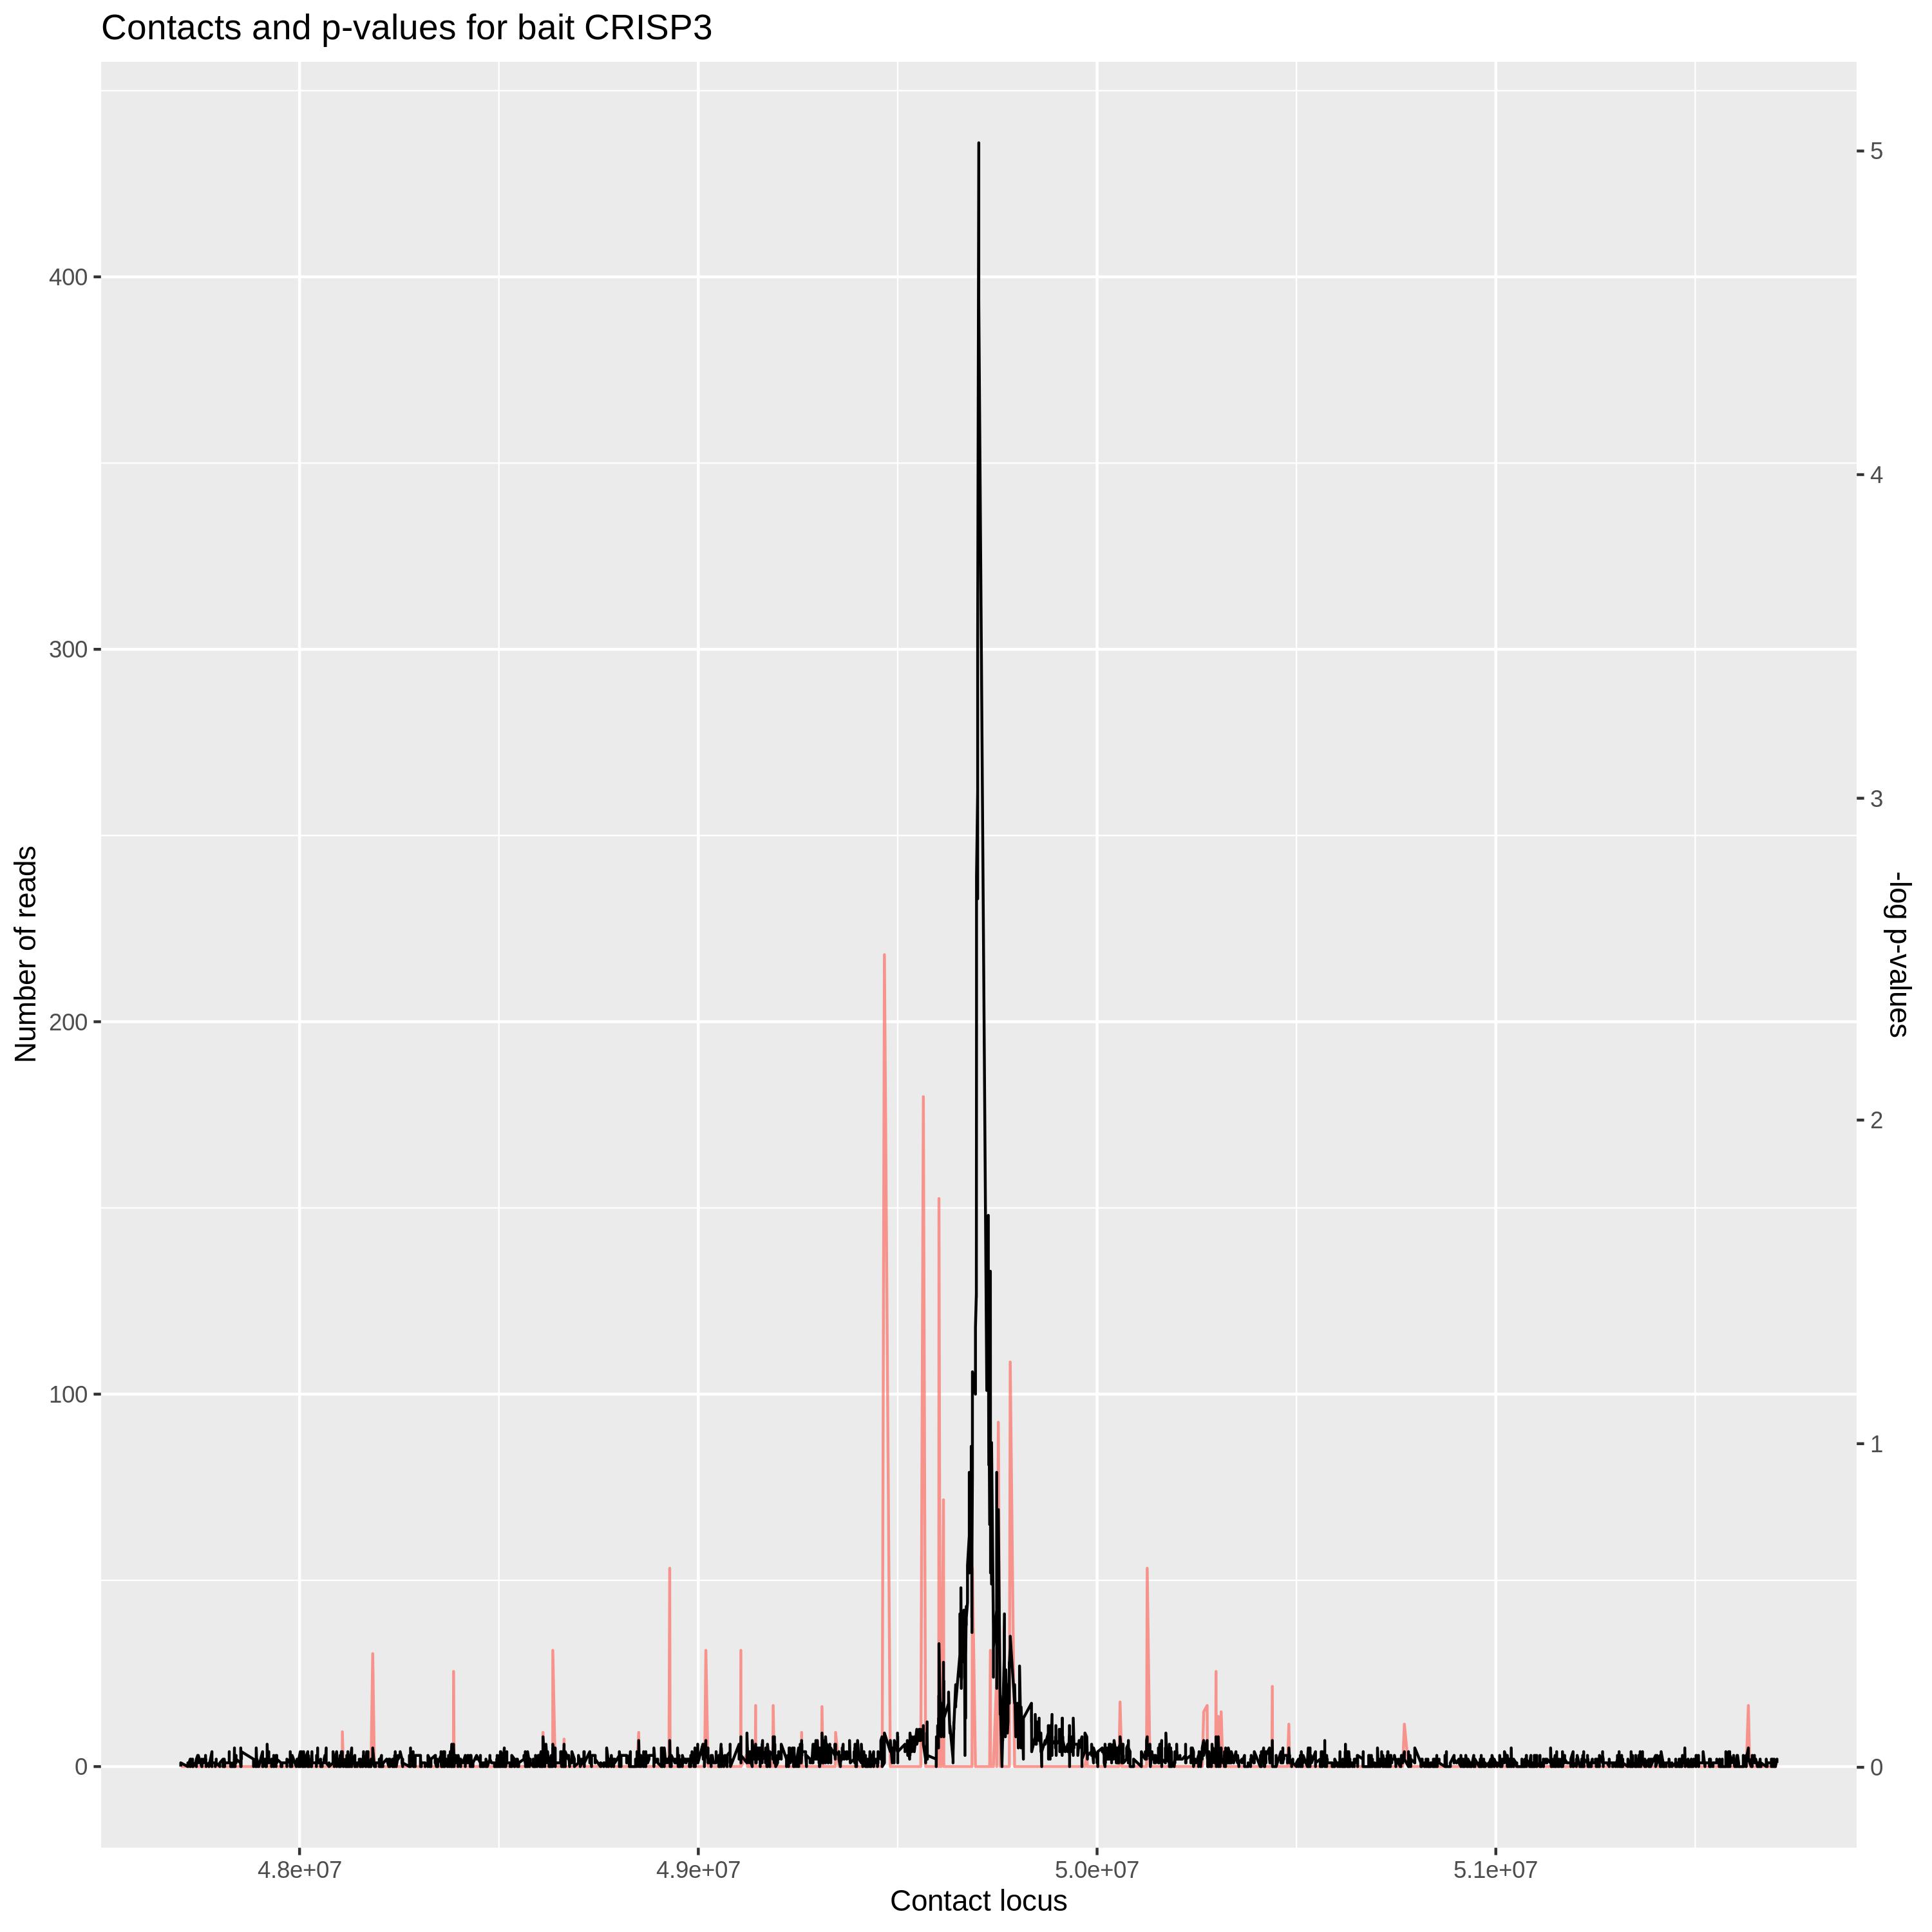 Contacts and p-values for bait CRISP3
400
300
200
100
0
Number of reads
5
4
3
2
1
0
-log p-values
4.8e+07
4.9e+07
5.0e+07
5.1e+07
Contact locus